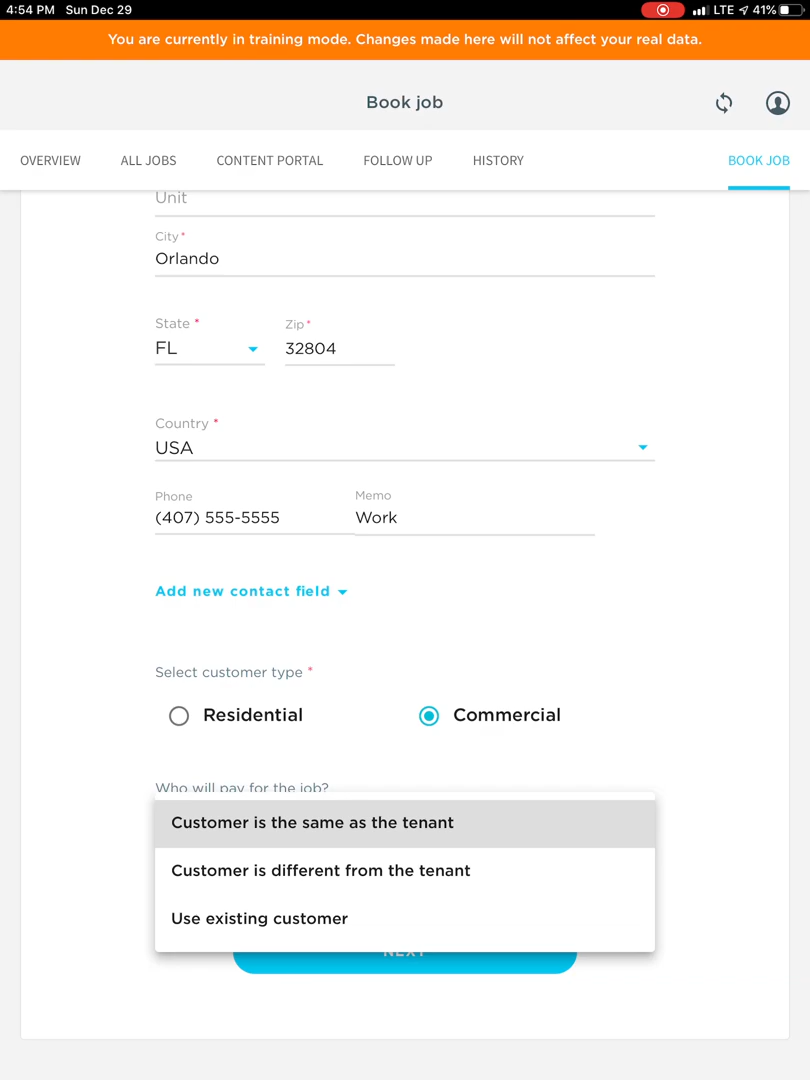 4:54 PM Sun Dec 29 LTE 41%
You are currently in training mode. Changes made here will not affect your real data.
Book job
OVERVIEW ALL JOBS CONTENT PORTAL FOLLOW UP HISTORY BOOK JOB
Unit
City*
Orlando
State * Zip*
FL 32804
Country *
USA
Phone Memo
(407) 555-5555 Work
Add new contact field
Select customer type *
Residential Commercial
Who will pay for the job?
Customer is the same as the tenant
Customer is different from the tenant
Use existing customer
NEXT